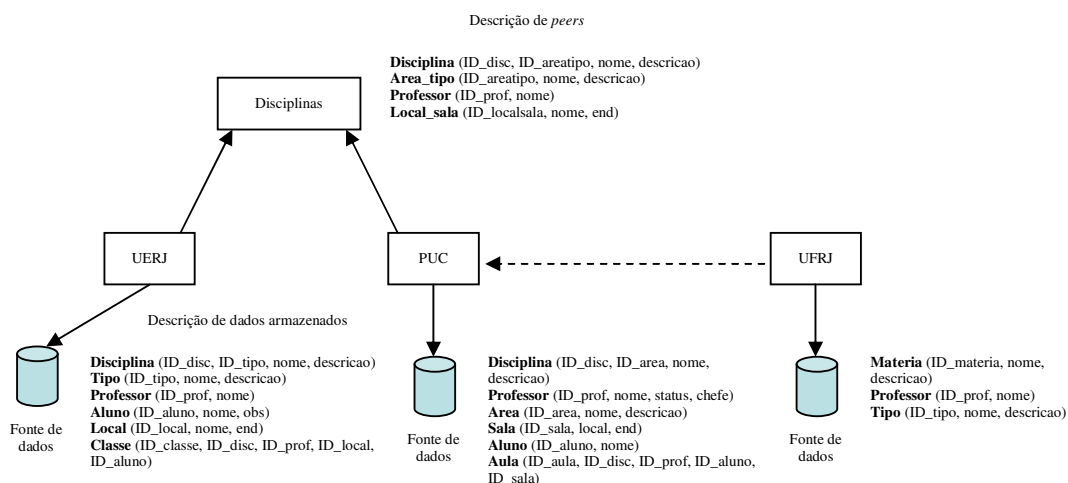 Descrição de peers
Disciplina (ID_disc, ID_areatipo, nome, descricao)
Area_tipo (ID_areatipo, nome, descricao)
Professor (ID_prof, nome)
Local_sala (ID_localsala, nome, end)
Disciplinas
UERJ
PUC
UFRJ
Descrição de dados armazenados
Fonte de
dados
Disciplina (ID_disc, ID_tipo, nome, descricao)
Tipo (ID_tipo, nome, descricao)
Professor (ID_prof, nome)
Aluno (ID_aluno, nome, obs)
Local (ID_local, nome, end)
Classe (ID_classe, ID_disc, ID_prof, ID_local,
ID_aluno)
Fonte de
dados
Disciplina (ID_disc, ID_area, nome,
descricao)
Professor (ID_prof, nome, status, chefe)
Area (ID_area, nome, descricao)
Sala (ID_sala, local, end)
Aluno (ID_aluno, nome)
Aula (ID_aula, ID_disc, ID_prof, ID_aluno,
ID_sala)
Fonte de
dados
Materia (ID_materia, nome,
descricao)
Professor (ID_prof, nome)
Tipo (ID_tipo, nome, descricao)